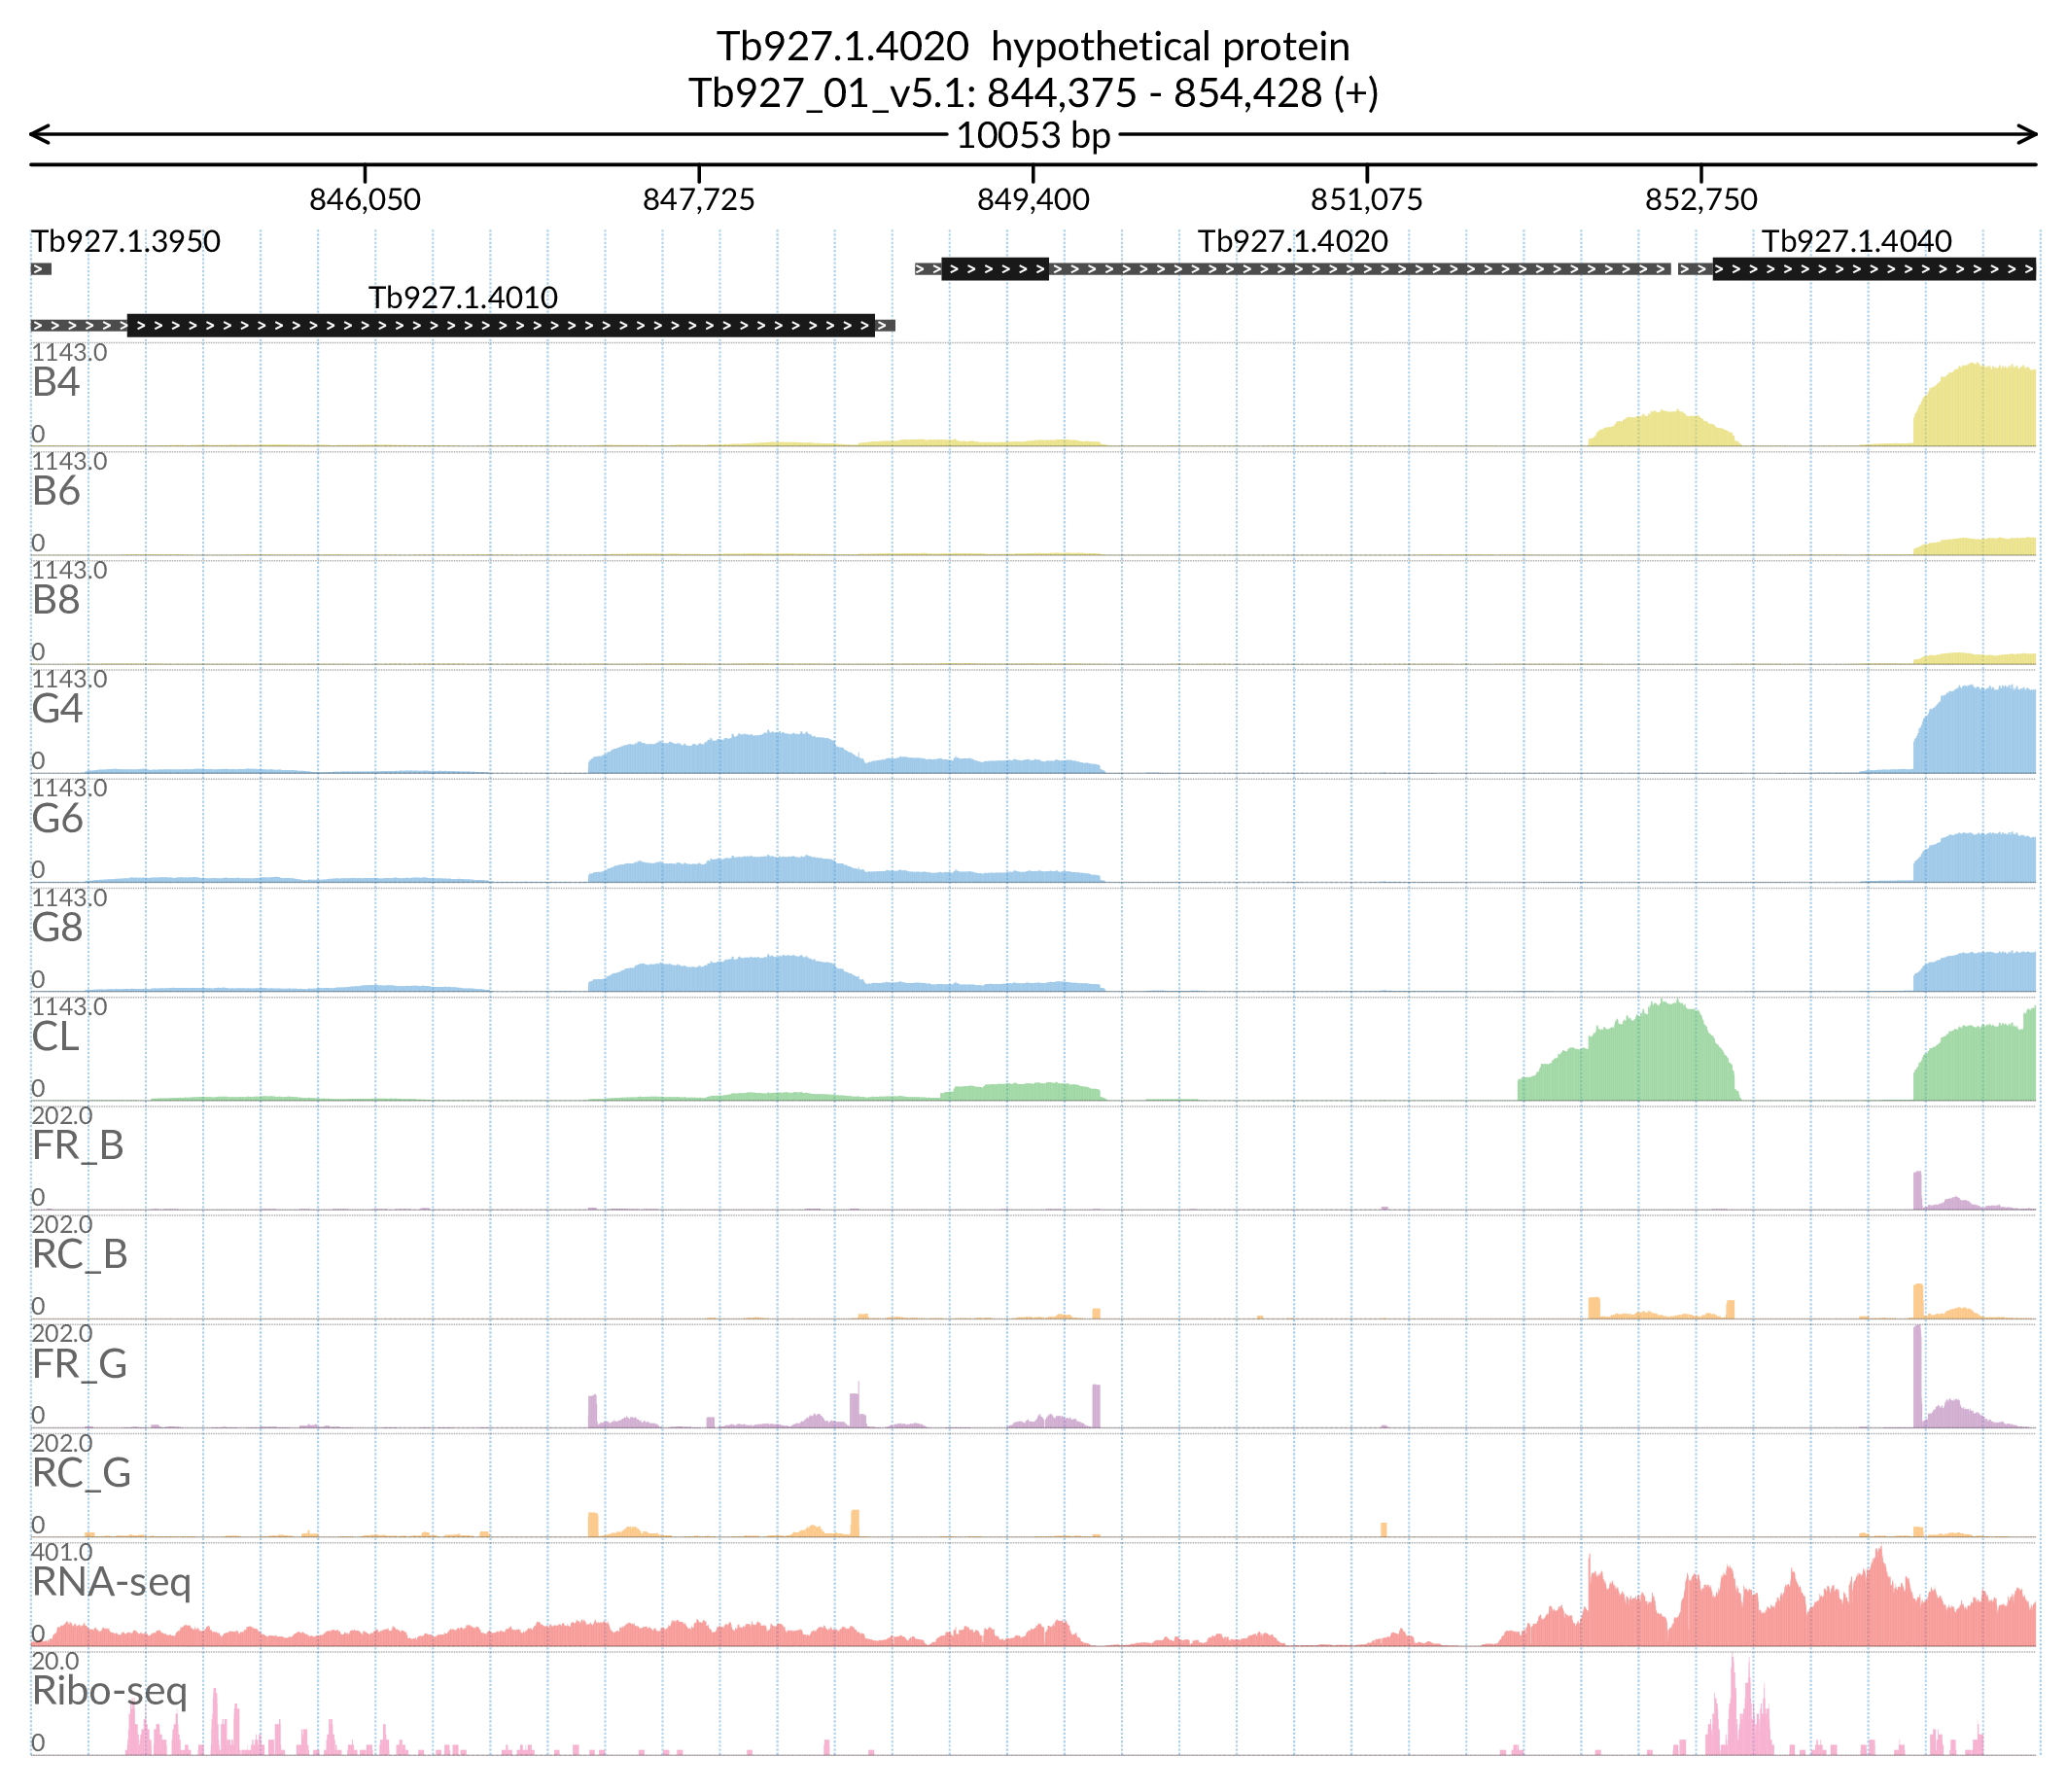 Tb927.1.4020  hypothetical protein
Tb927_01_v5.1: 844,375 - 854,428 (+)
10053 bp
846,050 847,725 849,400 851,075 852,750
Tb927.1.3950 Tb927.1.4020 Tb927.1.4040
Tb927.1.4010
1143.0
B4
0
1143.0
B6
0
1143.0
B8
0
1143.0
G4
0
1143.0
G6
0
1143.0
G8
0
1143.0
CL
0
202.0
FR_B
0
202.0
RC_B
0
202.0
FR_G
0
202.0
RC_G
0
401.0
RNA-seq
0
20.0
Ribo-seq
0